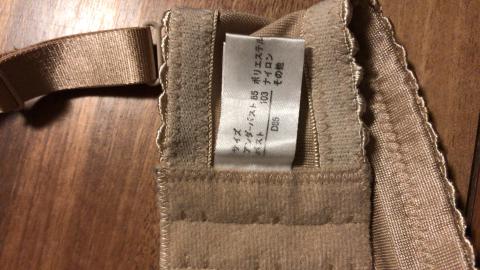 サイズ
アンダーバスト 85
バスト 103
D85
ポリエステル
ナイロン
その他